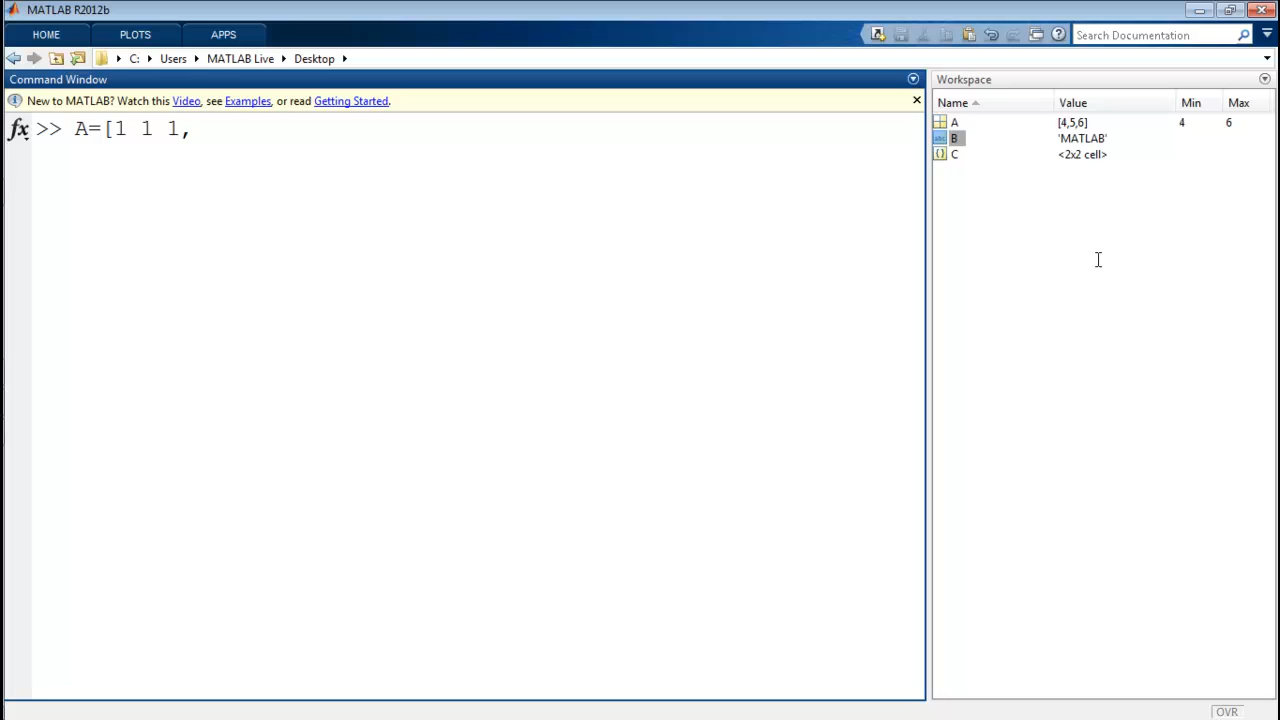 MATLAB R2012b
HOME PLOTS APPS
Search Documentation
C: Users MATLAB Live Desktop
Command Window
New to MATLAB? Watch this Video, see Examples, or read Getting Started.
fx >> A=[1 1 1,
Workspace
Name Value Min Max
A [4,5,6] 4 6
abc B 'MATLAB'
{} C <2x2 cell>
OVR